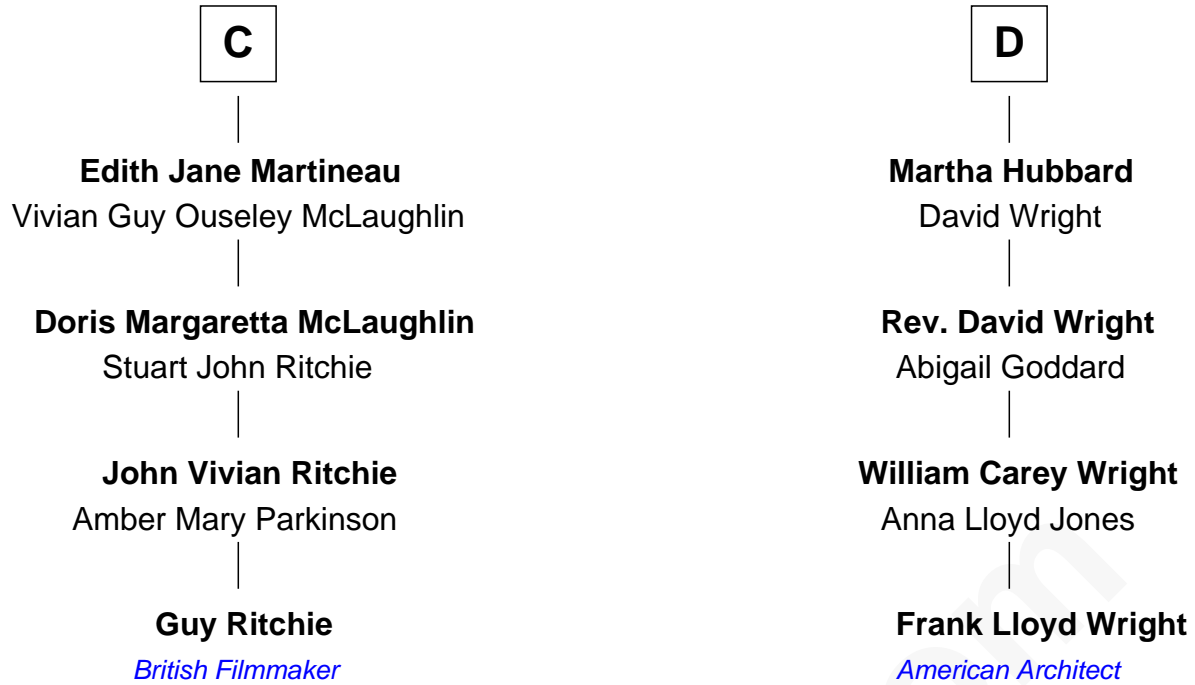 C
Edith Jane Martineau
Vivian Guy Ouseley McLaughlin
Doris Margaretta McLaughlin
Stuart John Ritchie
John Vivian Ritchie
Amber Mary Parkinson
Guy Ritchie
British Filmmaker
D
Martha Hubbard
David Wright
Rev. David Wright
Abigail Goddard
William Carey Wright
Anna Lloyd Jones
Frank Lloyd Wright
American Architect